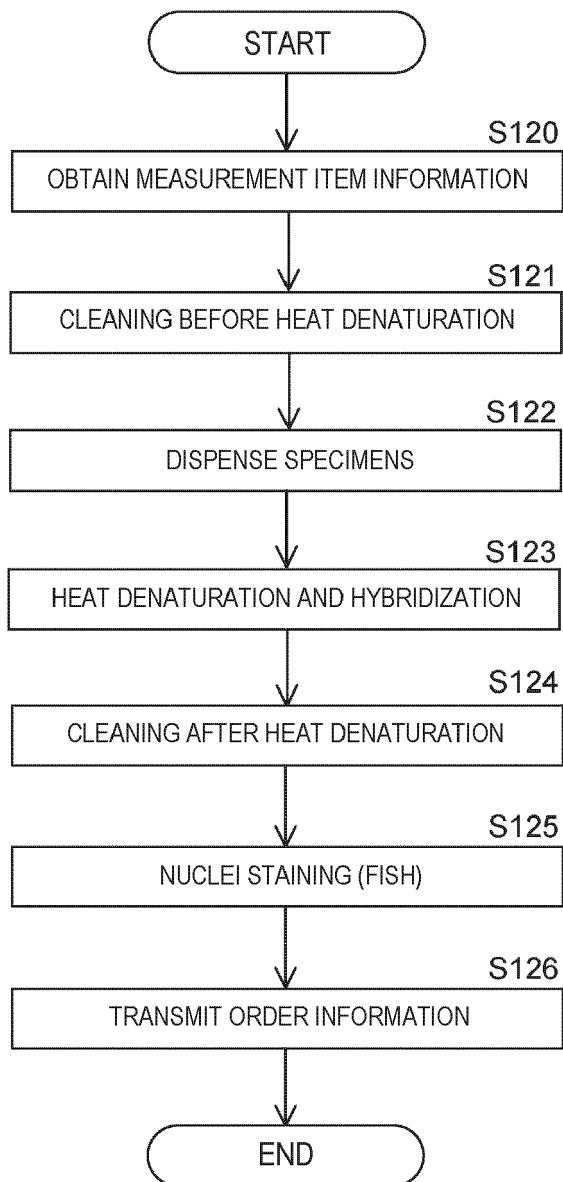 START
S120
OBTAIN MEASUREMENT ITEM INFORMATION
S121
CLEANING BEFORE HEAT DENATURATION
S122
DISPENSE SPECIMENS
S123
HEAT DENATURATION AND HYBRIDIZATION
S124
CLEANING AFTER HEAT DENATURATION
S125
NUCLEI STAINING (FISH)
S126
TRANSMIT ORDER INFORMATION
END